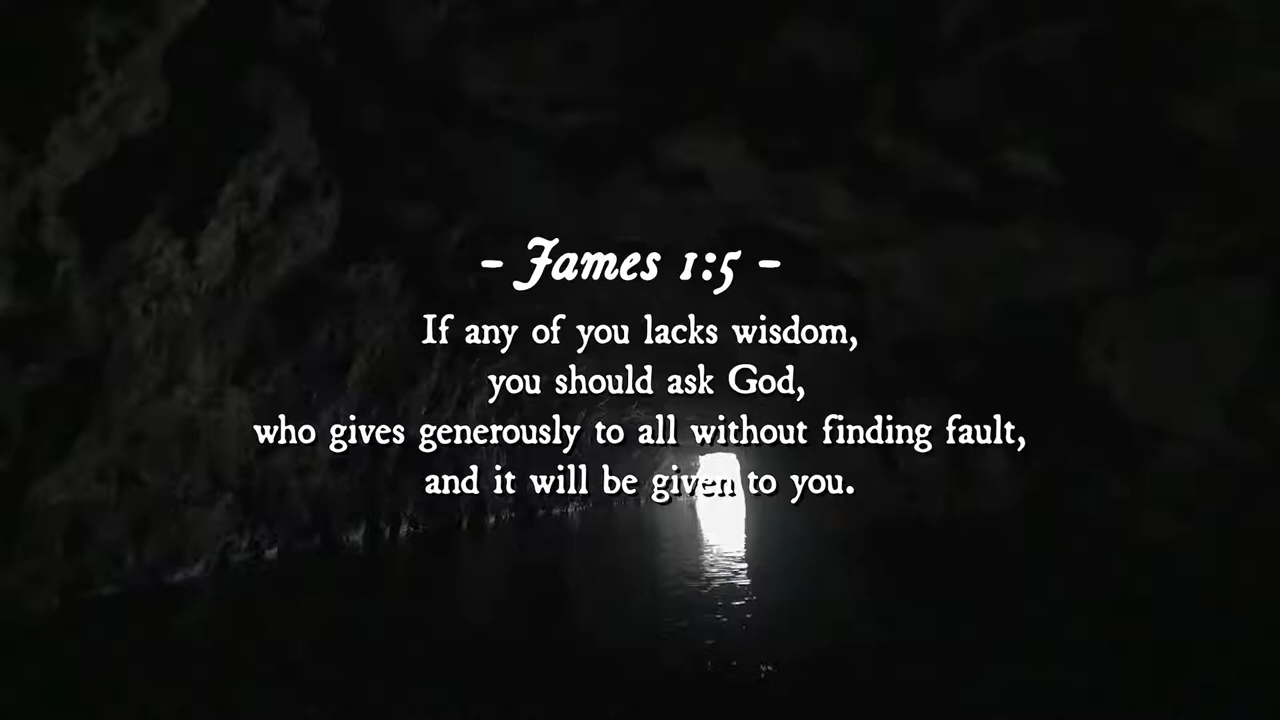 - James 1:5 -
If any of you lacks wisdom,
you should ask God,
who gives generously to all without finding fault,
and it will be given to you.